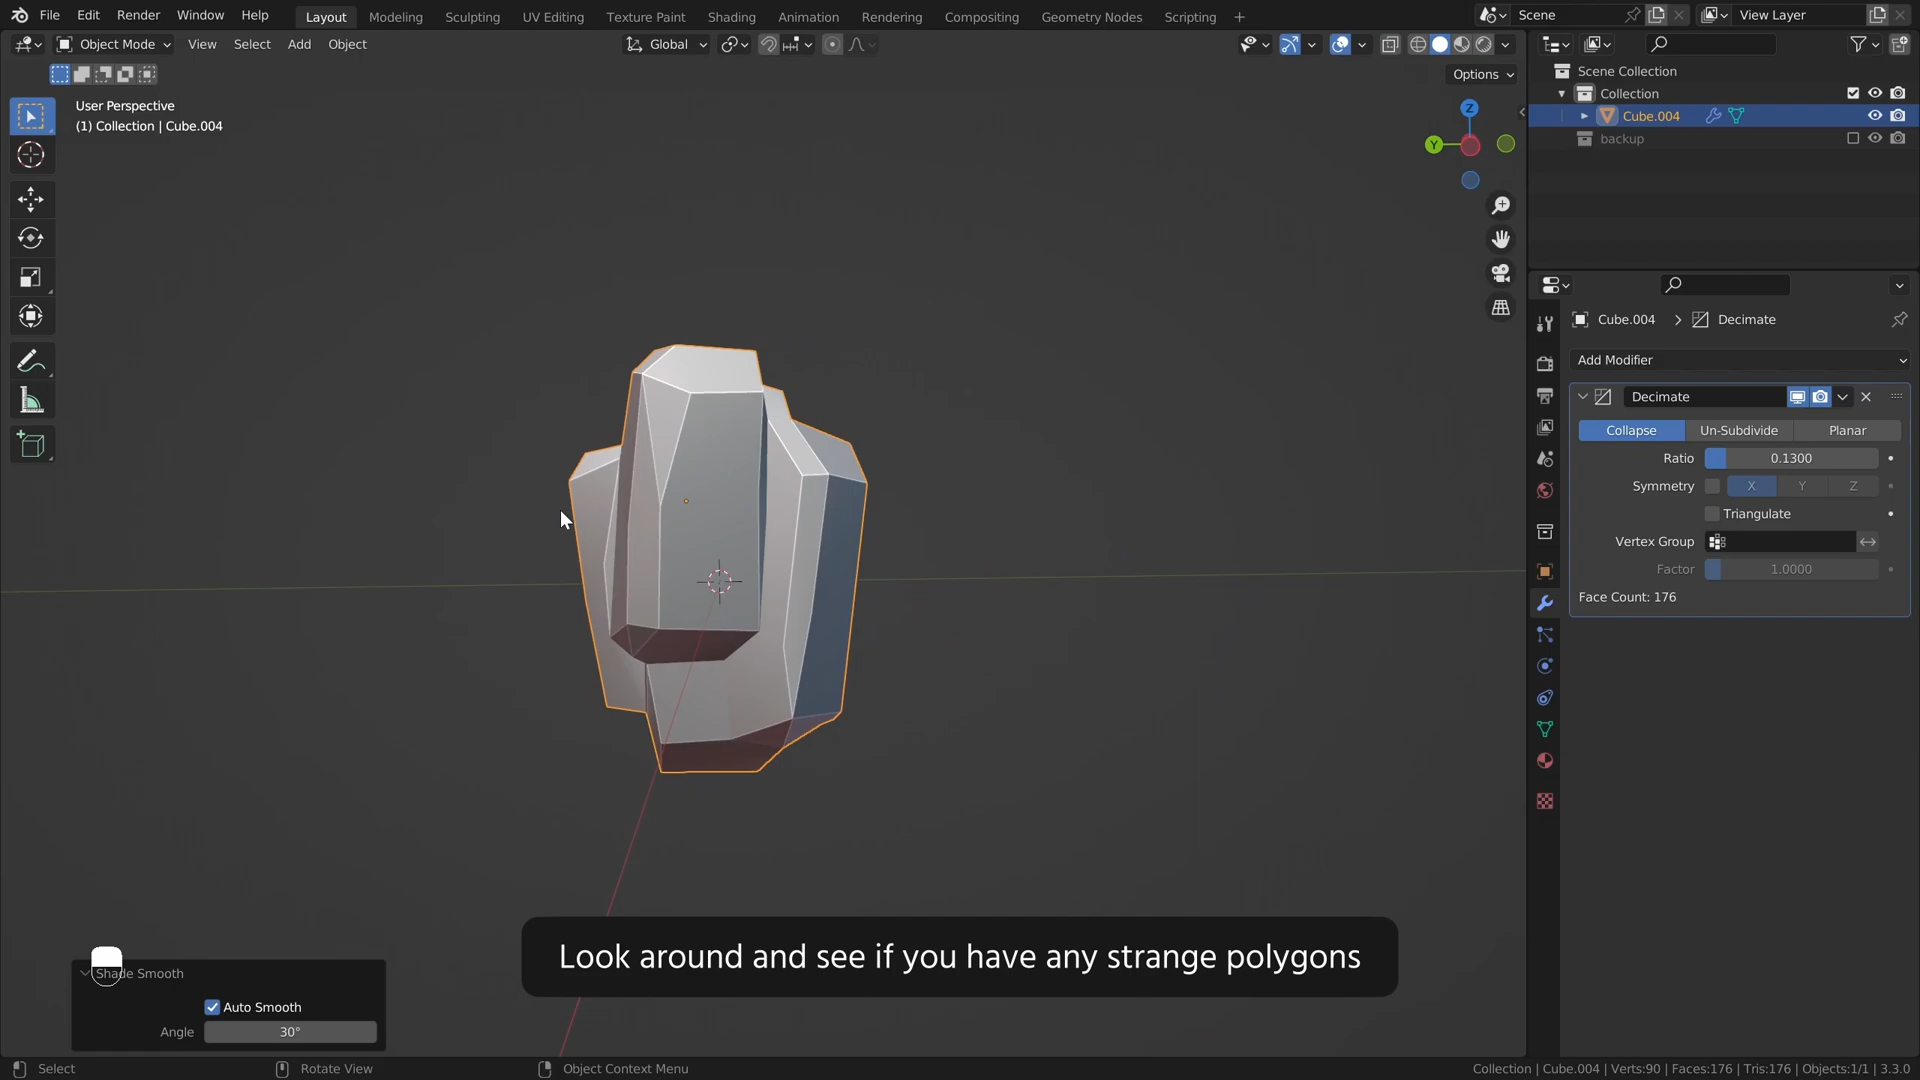 File Edit Render Window Help Layout Modeling Sculpting UV Editing Texture Paint Shading Animation Rendering Compositing Geometry Nodes Scripting + Scene View Layer
Object Mode View Select Add Object Global
Options
User Perspective
(1) Collection | Cube.004
Z
Y
Scene Collection
Collection
Cube.004
backup
Cube.004 > Decimate
Add Modifier
Decimate
Collapse Un-Subdivide Planar
Ratio 0.1300
Symmetry X Y Z
Triangulate
Vertex Group
Factor 1.0000
Face Count: 176
Look around and see if you have any strange polygons
Shade Smooth
Auto Smooth
Angle 30°
Select Rotate View Object Context Menu Collection | Cube.004 | Verts:90 | Faces:176 | Tris:176 | Objects:1/1 | 3.3.0